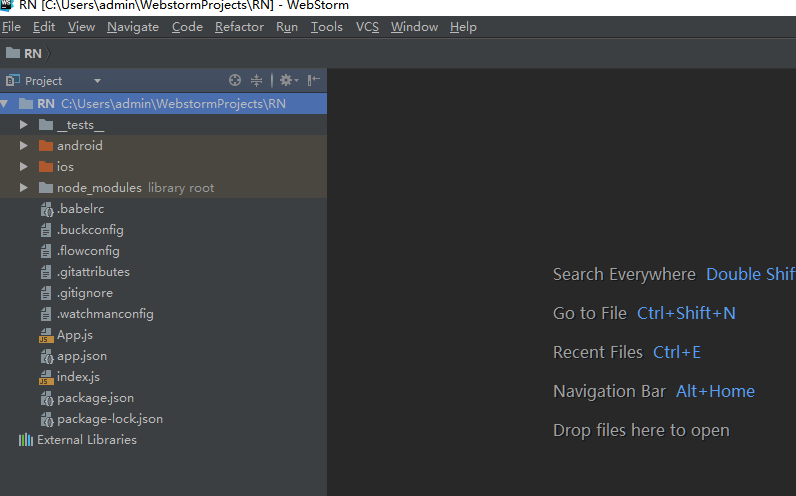 RN [C:\Users\admin\WebstormProjects\RN] - WebStorm
File Edit View Navigate Code Refactor Run Tools VCS Window Help
RN
Project
RN C:\Users\admin\WebstormProjects\RN
__tests__
android
ios
node_modules library root
.babelrc
.buckconfig
.flowconfig
.gitattributes
.gitignore
.watchmanconfig
App.js
app.json
index.js
package.json
package-lock.json
External Libraries
Search Everywhere Double Shif
Go to File Ctrl+Shift+N
Recent Files Ctrl+E
Navigation Bar Alt+Home
Drop files here to open